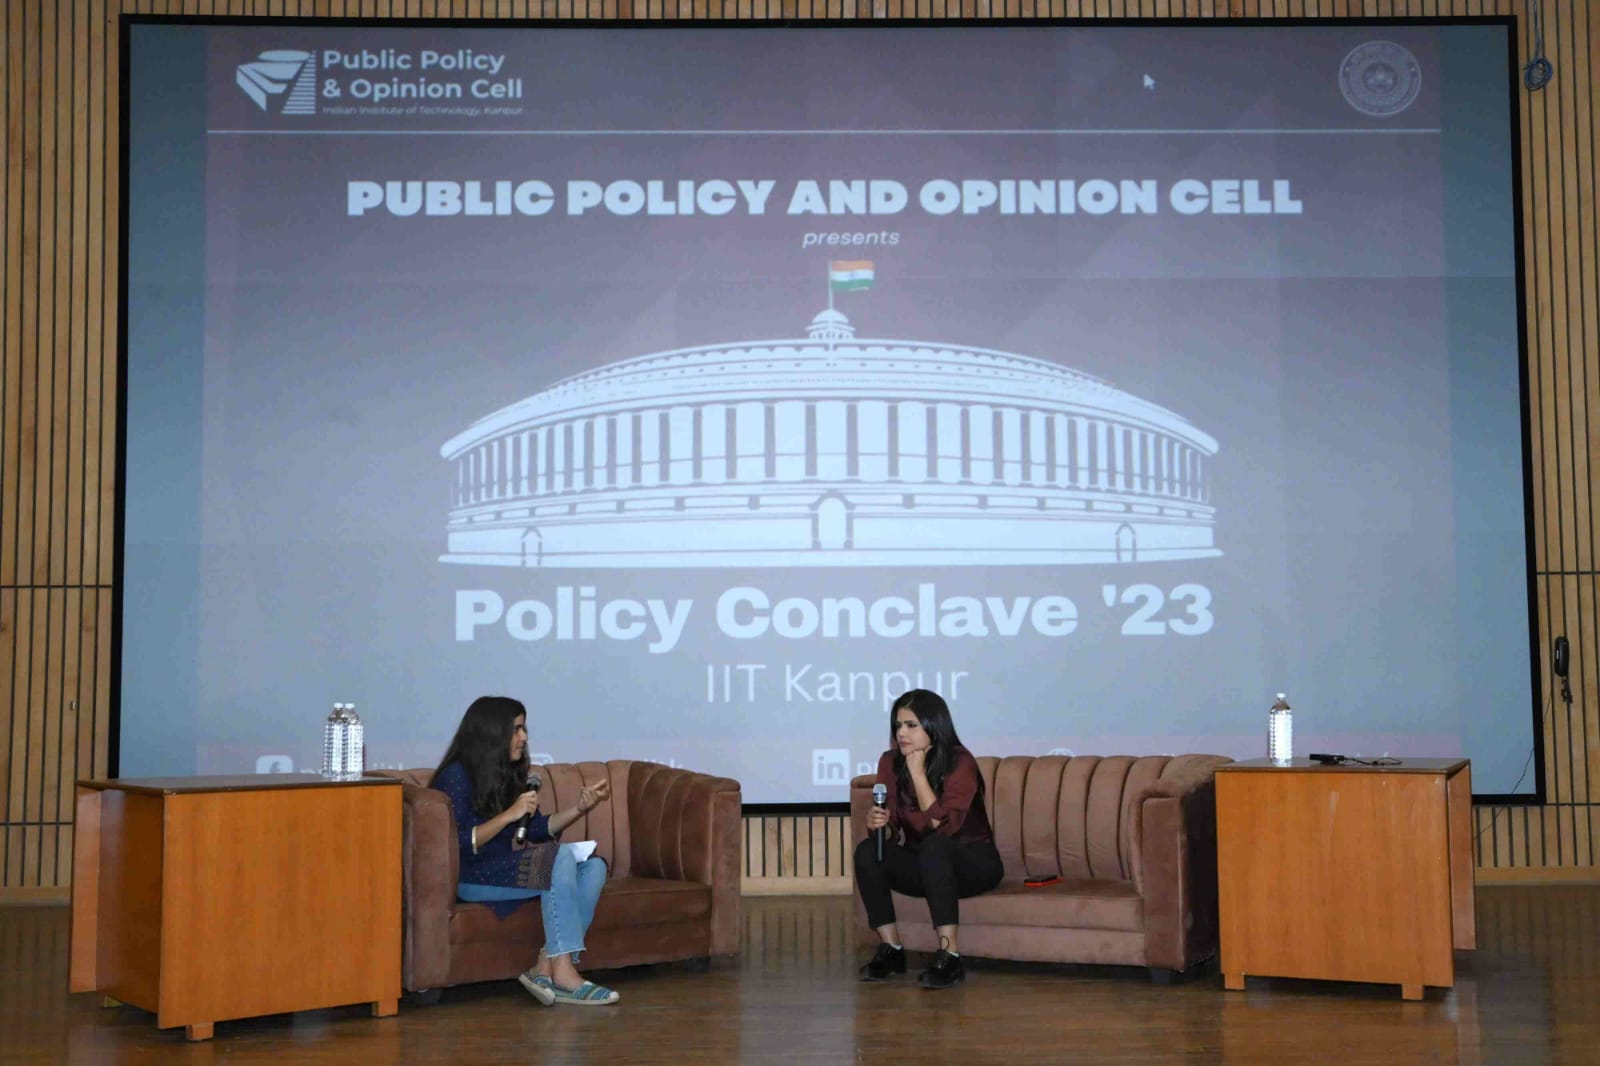 Public Policy
& Opinion Cell
Indian Institute of Technology, Kanpur
PUBLIC POLICY AND OPINION CELL
presents
Policy Conclave '23
IIT Kanpur
in